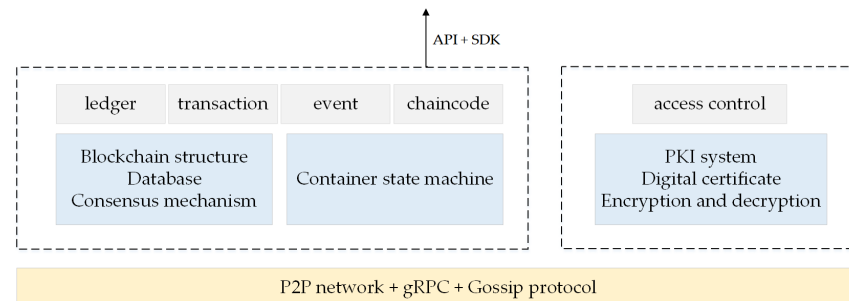 API + SDK
ledger
transaction
event
chaincode
access control
Blockchain structure
Database
Consensus mechanism
Container state machine
PKI system
Digital certificate
Encryption and decryption
P2P network + gRPC + Gossip protocol